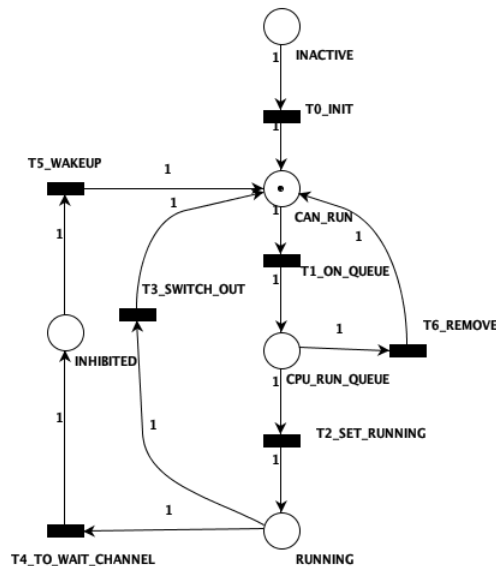 INACTIVE
1
T0_INIT
1
T5_WAKEUP
1
1
CAN_RUN
1
1
1
T1_ON_QUEUE
1
T3_SWITCH_OUT
1
T6_REMOVE
INHIBITED
CPU_RUN_QUEUE
1
1
1
T2_SET_RUNNING
1
1
T4_TO_WAIT_CHANNEL
RUNNING